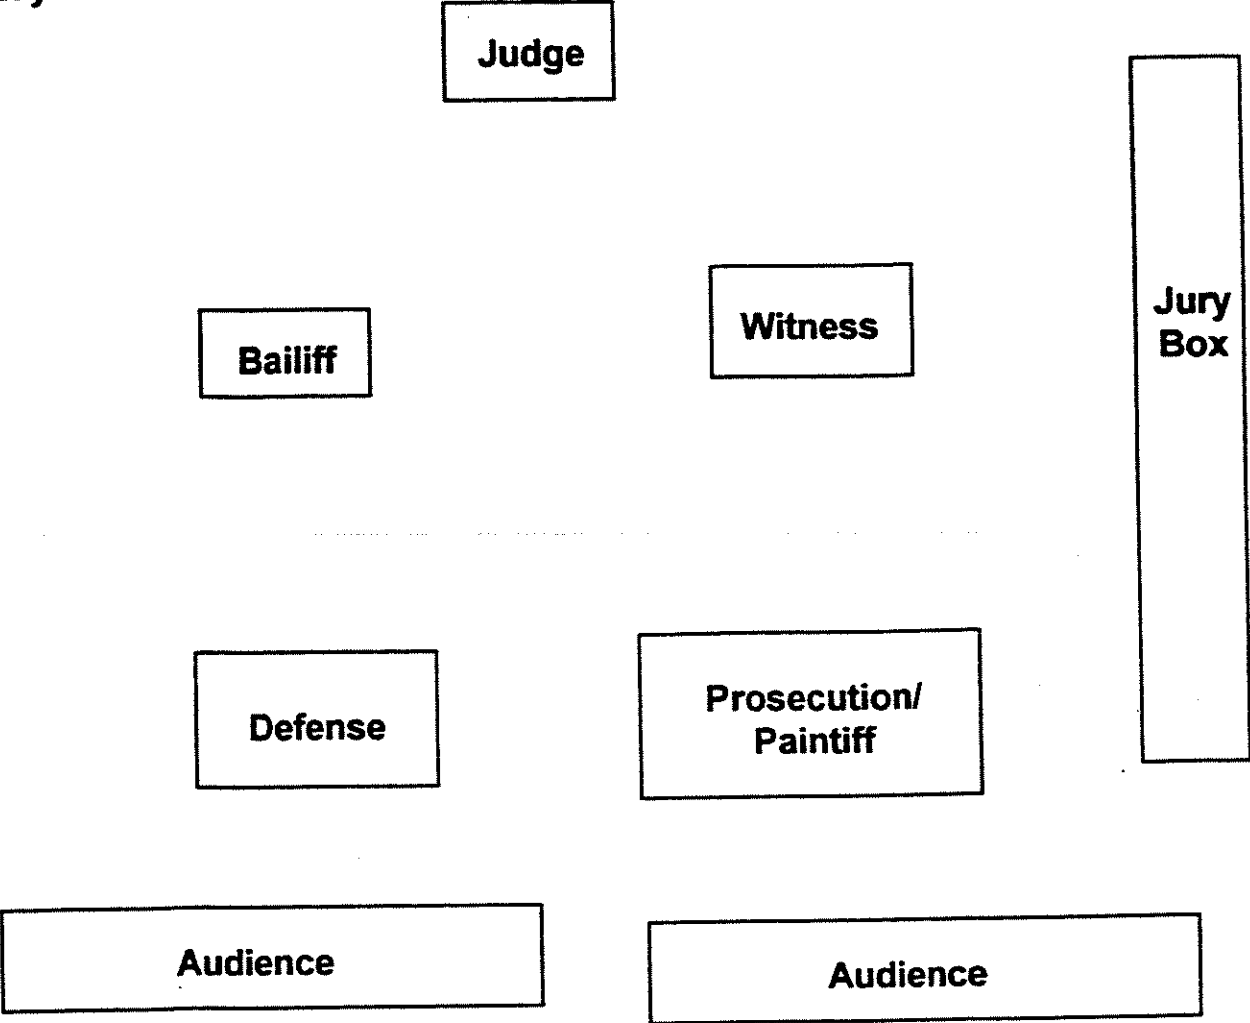 Judge
Jury
Box
Witness
Bailiff
Prosecution/
Paintiff
Defense
Audience
Audience